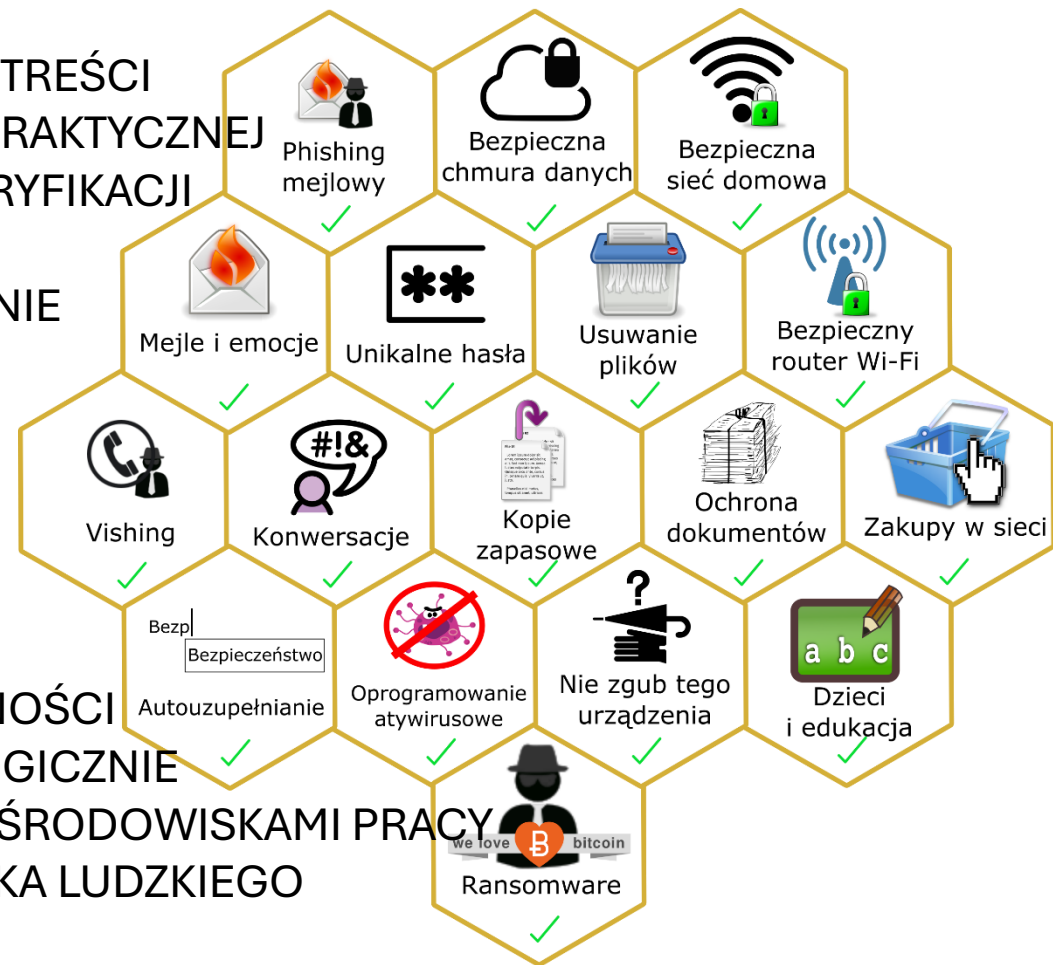 TREŚCI
RAKTYCZNEJ
RYFIKACJI
NIE
NOŚCI
GICZNIE
ŚRODOWISKAMI PRACY
KA LUDZKIEGO
Phishing
mejlowy
Bezpieczna
chmura danych
Bezpieczna
sieć domowa
Mejle i emocje
**
Unikalne hasła
Usuwanie
plików
Bezpieczny
router Wi-Fi
Vishing
#!&
Konwersacje
Kopie
zapasowe
Ochrona
dokumentów
Zakupy w sieci
Bezp
Bezpieczeństwo
Autouzupełnianie
Oprogramowanie
atywirusowe
?
Nie zgub tego
urządzenia
a b c
Dzieci
i edukacja
we love B bitcoin
Ransomware